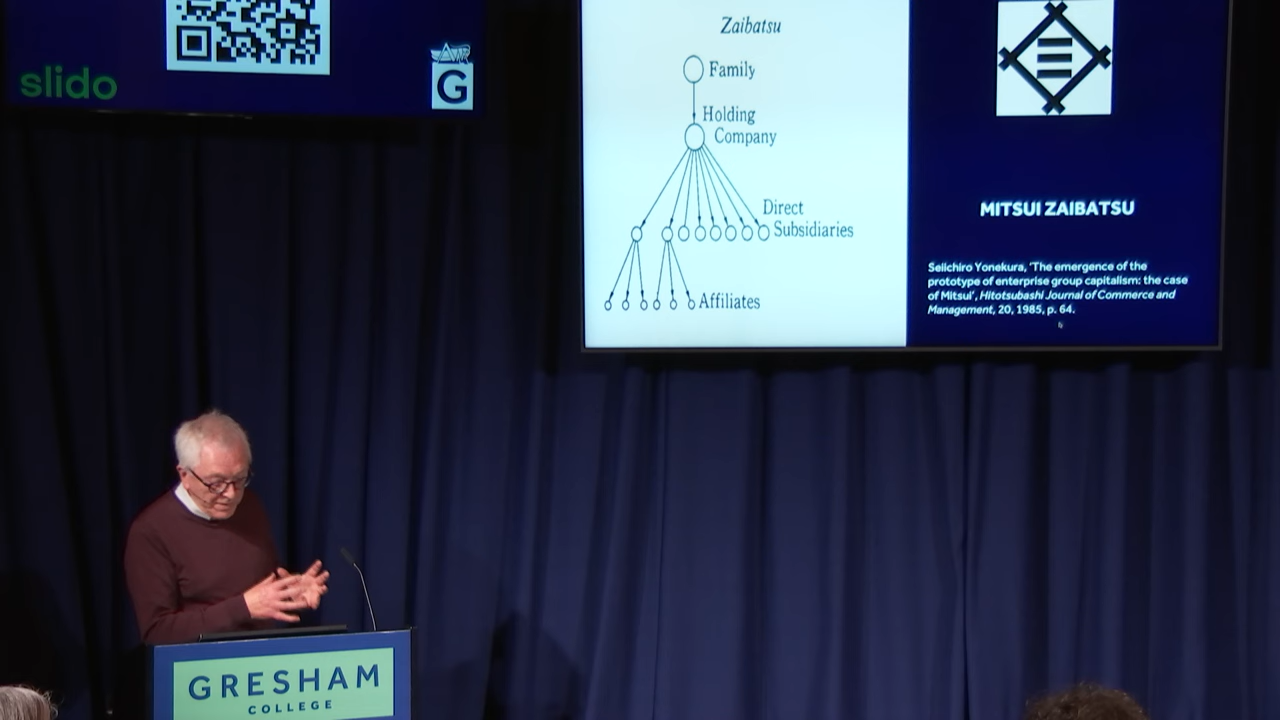 slido
G
Zaibatsu
Family
Holding
Company
Direct
Subsidiaries
Affiliates
MITSUI ZAIBATSU
Seiichiro Yonekura, 'The emergence of the
prototype of enterprise group capitalism: the case
of Mitsui', Hitotsubashi Journal of Commerce and
Management, 20, 1985, p. 64.
GRESHAM
COLLEGE